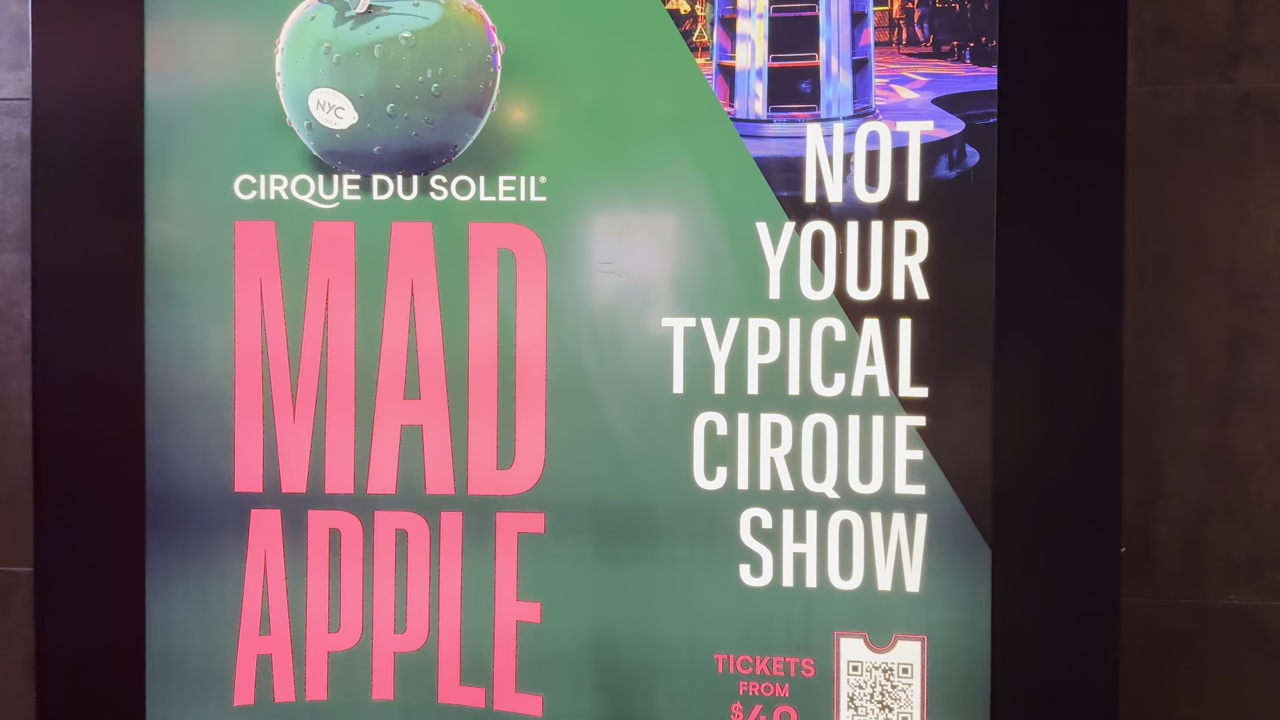 NYC
CIRQUE DU SOLEIL®
MAD
APPLE
NOT
YOUR
TYPICAL
CIRQUE
SHOW
TICKETS
FROM